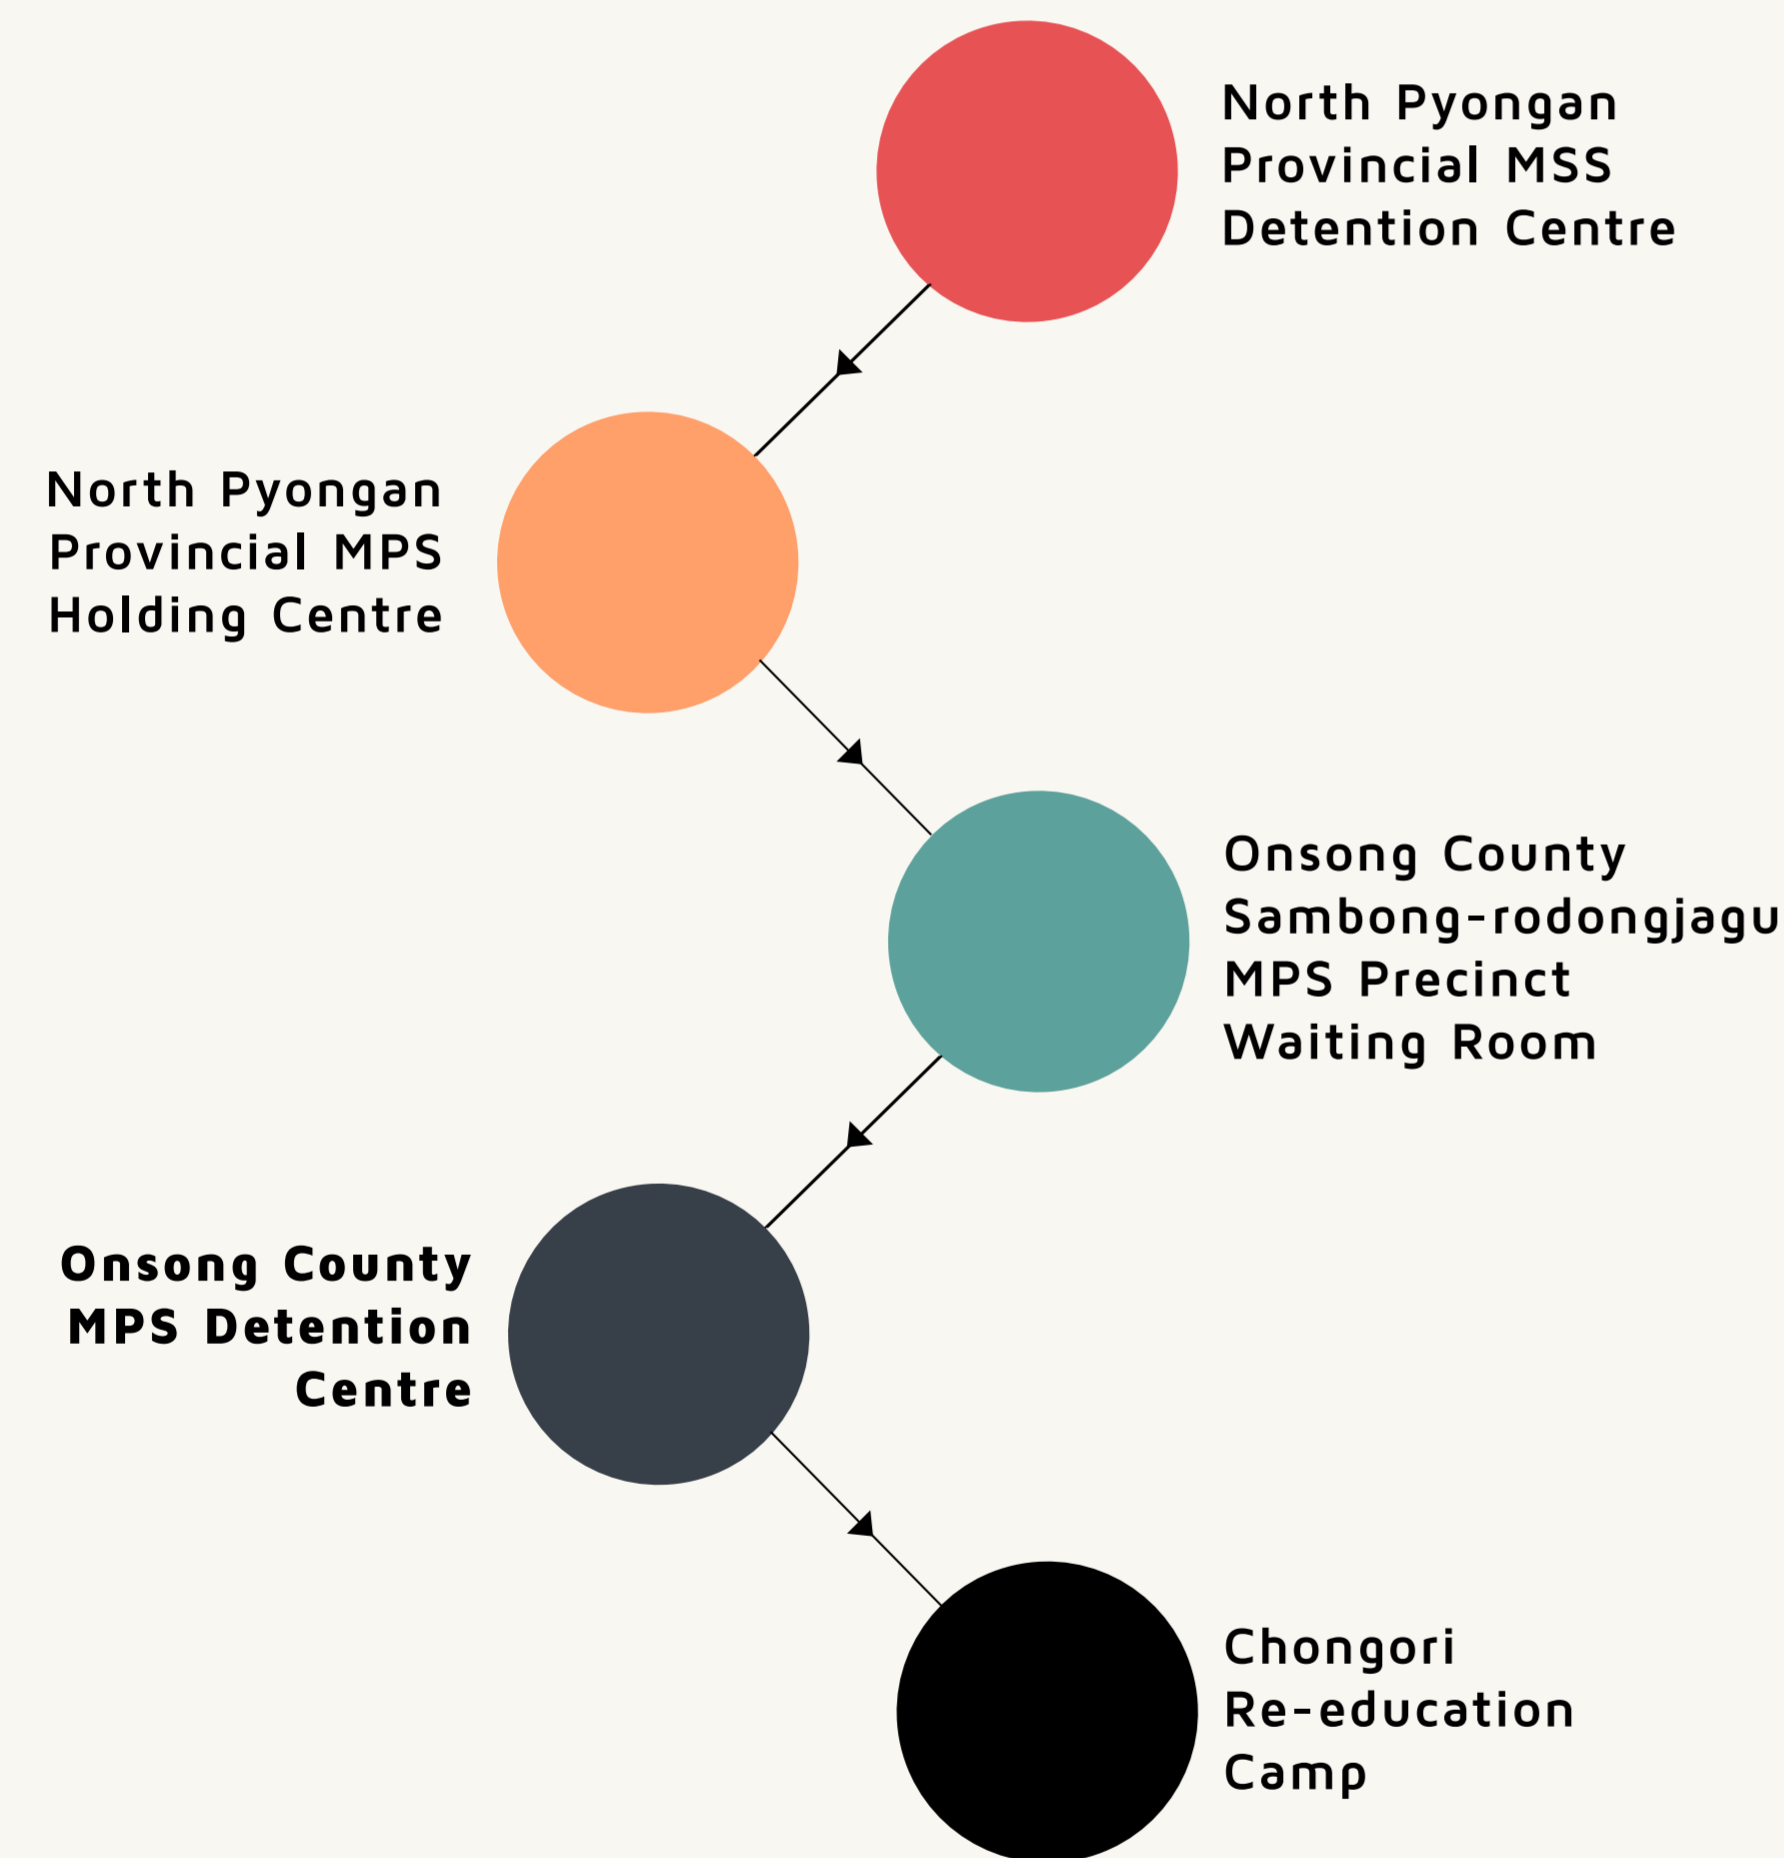 North Pyongan
Provincial MSS
Detention Centre
North Pyongan
Provincial MPS
Holding Centre
Onsong County
Sambong-rodongjagu
MPS Precinct
Waiting Room
Onsong County
MPS Detention
Centre
Chongori
Re-education
Camp